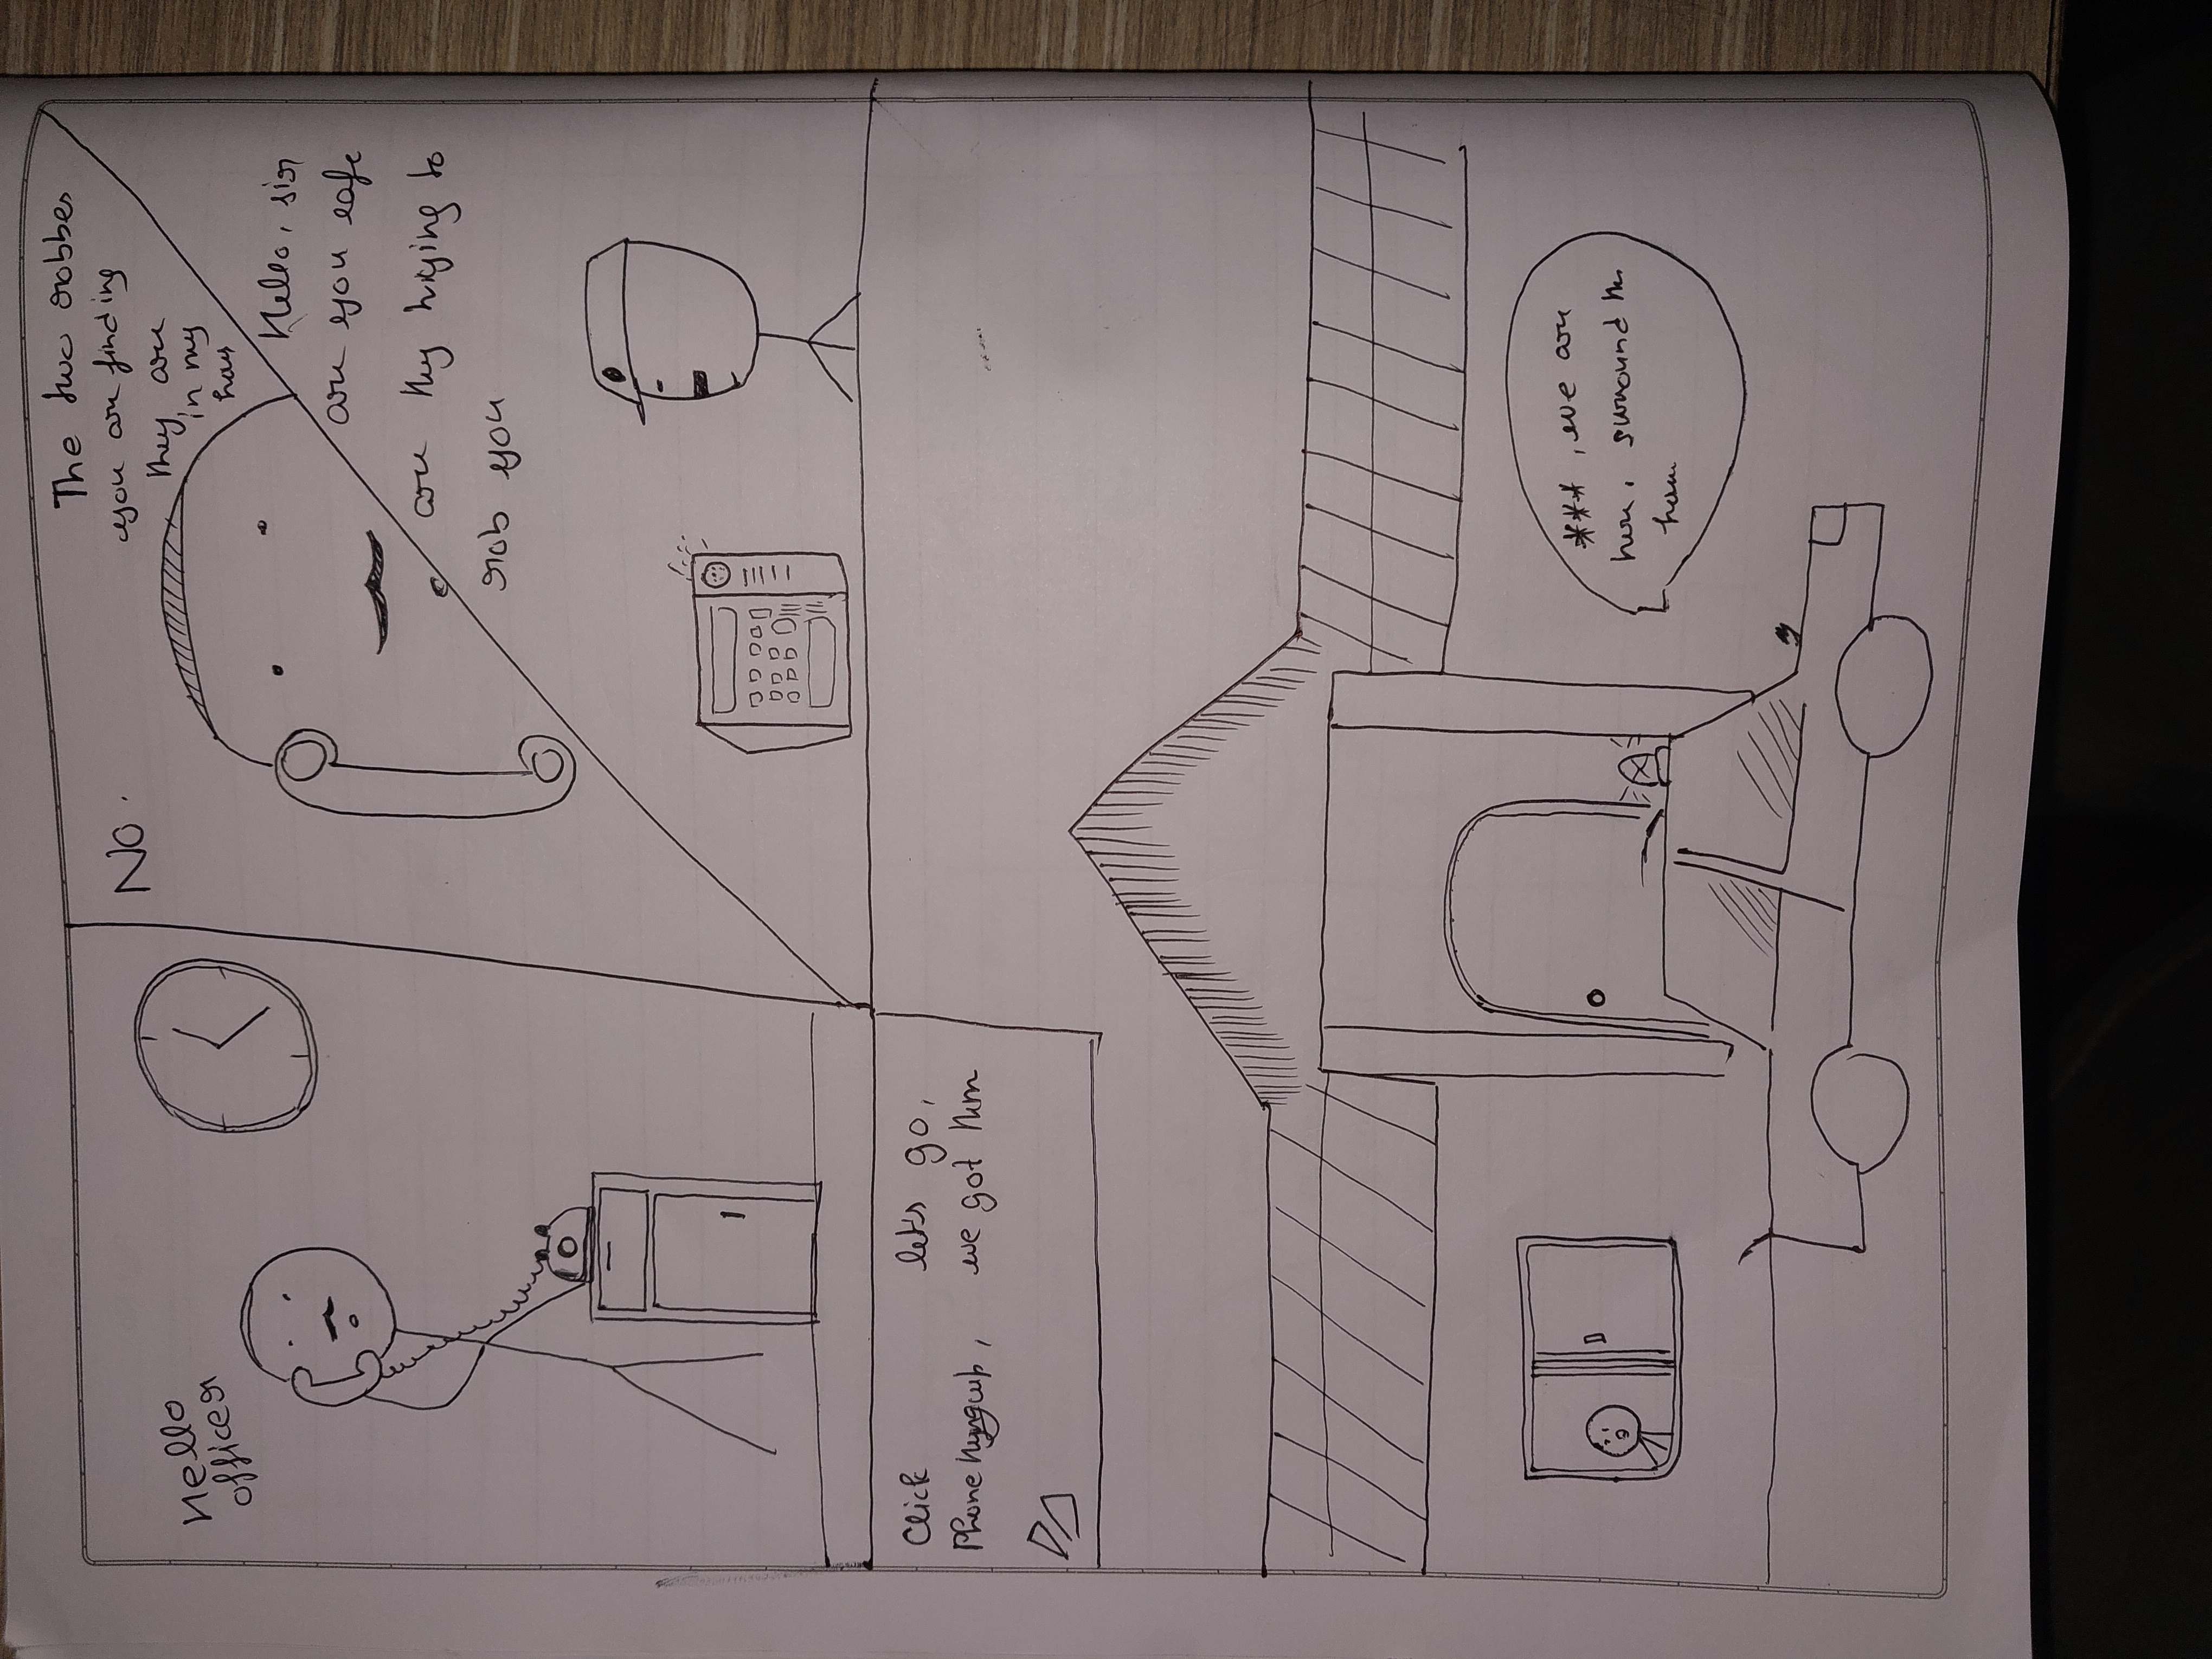 Hello
officer
No.
The two robbes
you are finding
they are
in my
hous
Hello, sir
are you safe
are they trying to
rob you
Click
Phone hungup,
let's go,
we got him
*** , we are
here. surround the